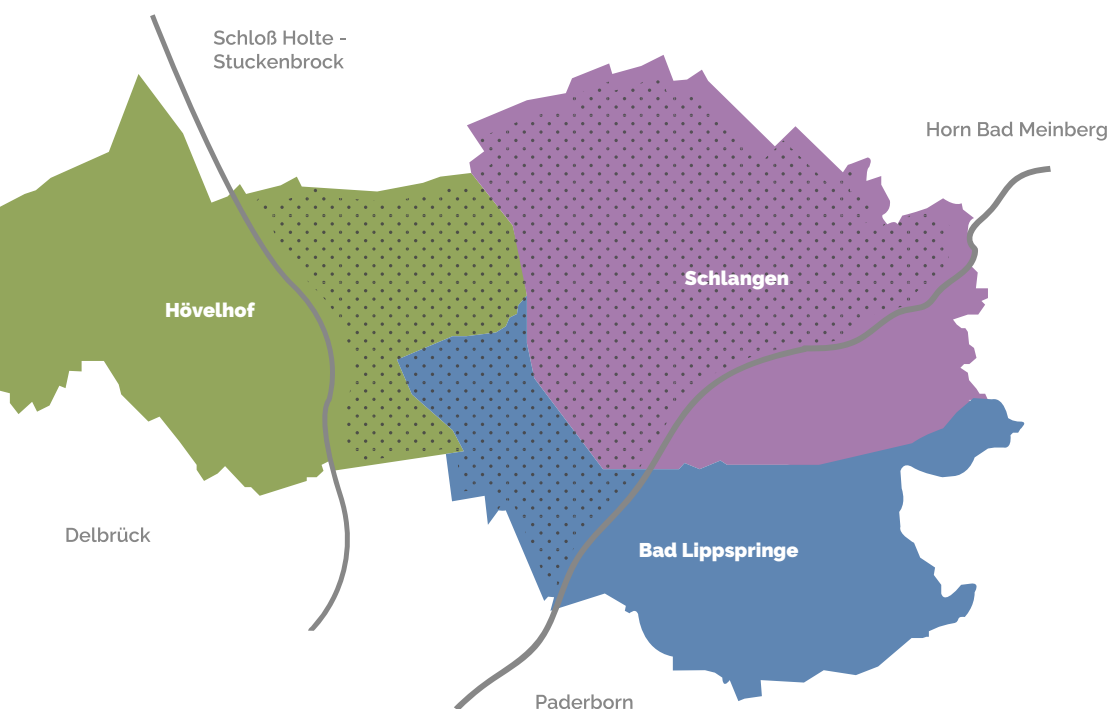 Schloß Holte -
Stuckenbrock
Horn Bad Meinberg
Schlangen
Hövelhof
Delbrück
Bad Lippspringe
Paderborn